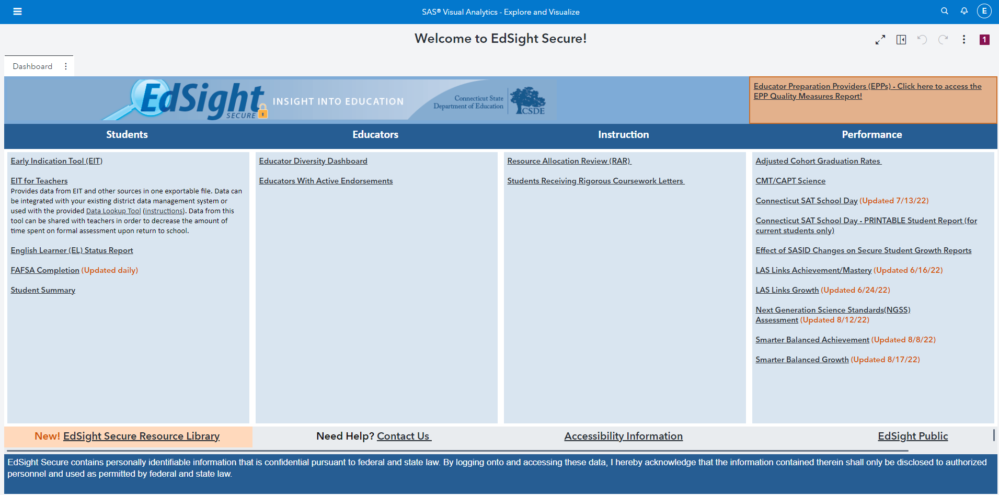 SAS® Visual Analytics - Explore and Visualize
E
Welcome to EdSight Secure!
1
Dashboard
EdSight
SECURE
INSIGHT INTO EDUCATION
Connecticut State
Department of Education
CSDE
Educator Preparation Providers (EPPs) - Click here to access the
EPP Quality Measures Report!
Students
Educators
Instruction
Performance
Early Indication Tool (EIT)
EIT for Teachers
Provides data from EIT and other sources in one exportable file. Data can
be integrated with your existing district data management system or
used with the provided Data Lookup Tool (instructions). Data from this
tool can be shared with teachers in order to decrease the amount of
time spent on formal assessment upon return to school.
English Learner (EL) Status Report
FAFSA Completion (Updated daily)
Student Summary
Educator Diversity Dashboard
Educators With Active Endorsements
Resource Allocation Review (RAR)
Students Receiving Rigorous Coursework Letters
Adjusted Cohort Graduation Rates
CMT/CAPT Science
Connecticut SAT School Day (Updated 7/13/22)
Connecticut SAT School Day - PRINTABLE Student Report (for
current students only)
Effect of SASID Changes on Secure Student Growth Reports
LAS Links Achievement/Mastery (Updated 6/16/22)
LAS Links Growth (Updated 6/24/22)
Next Generation Science Standards(NGSS)
Assessment (Updated 8/12/22)
Smarter Balanced Achievement (Updated 8/8/22)
Smarter Balanced Growth (Updated 8/17/22)
New! EdSight Secure Resource Library
Need Help? Contact Us
Accessibility Information
EdSight Public
EdSight Secure contains personally identifiable information that is confidential pursuant to federal and state law. By logging onto and accessing these data, I hereby acknowledge that the information contained therein shall only be disclosed to authorized
personnel and used as permitted by federal and state law.